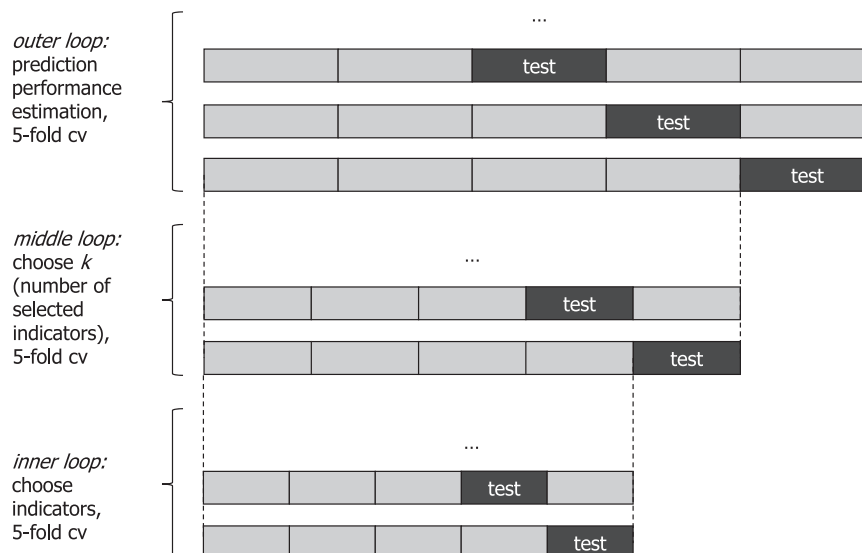 ...
outer loop:
prediction
performance
estimation,
5-fold cv
test
test
test
middle loop:
choose k
(number of
selected
indicators),
5-fold cv
...
test
test
inner loop:
choose
indicators,
5-fold cv
...
test
test